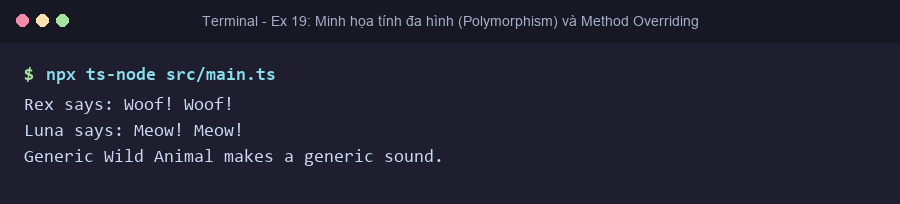 Terminal - Ex 19: Minh họa tính đa hình (Polymorphism) và Method Overriding
$ npx ts-node src/main.ts
Rex says: Woof! Woof!
Luna says: Meow! Meow!
Generic Wild Animal makes a generic sound.